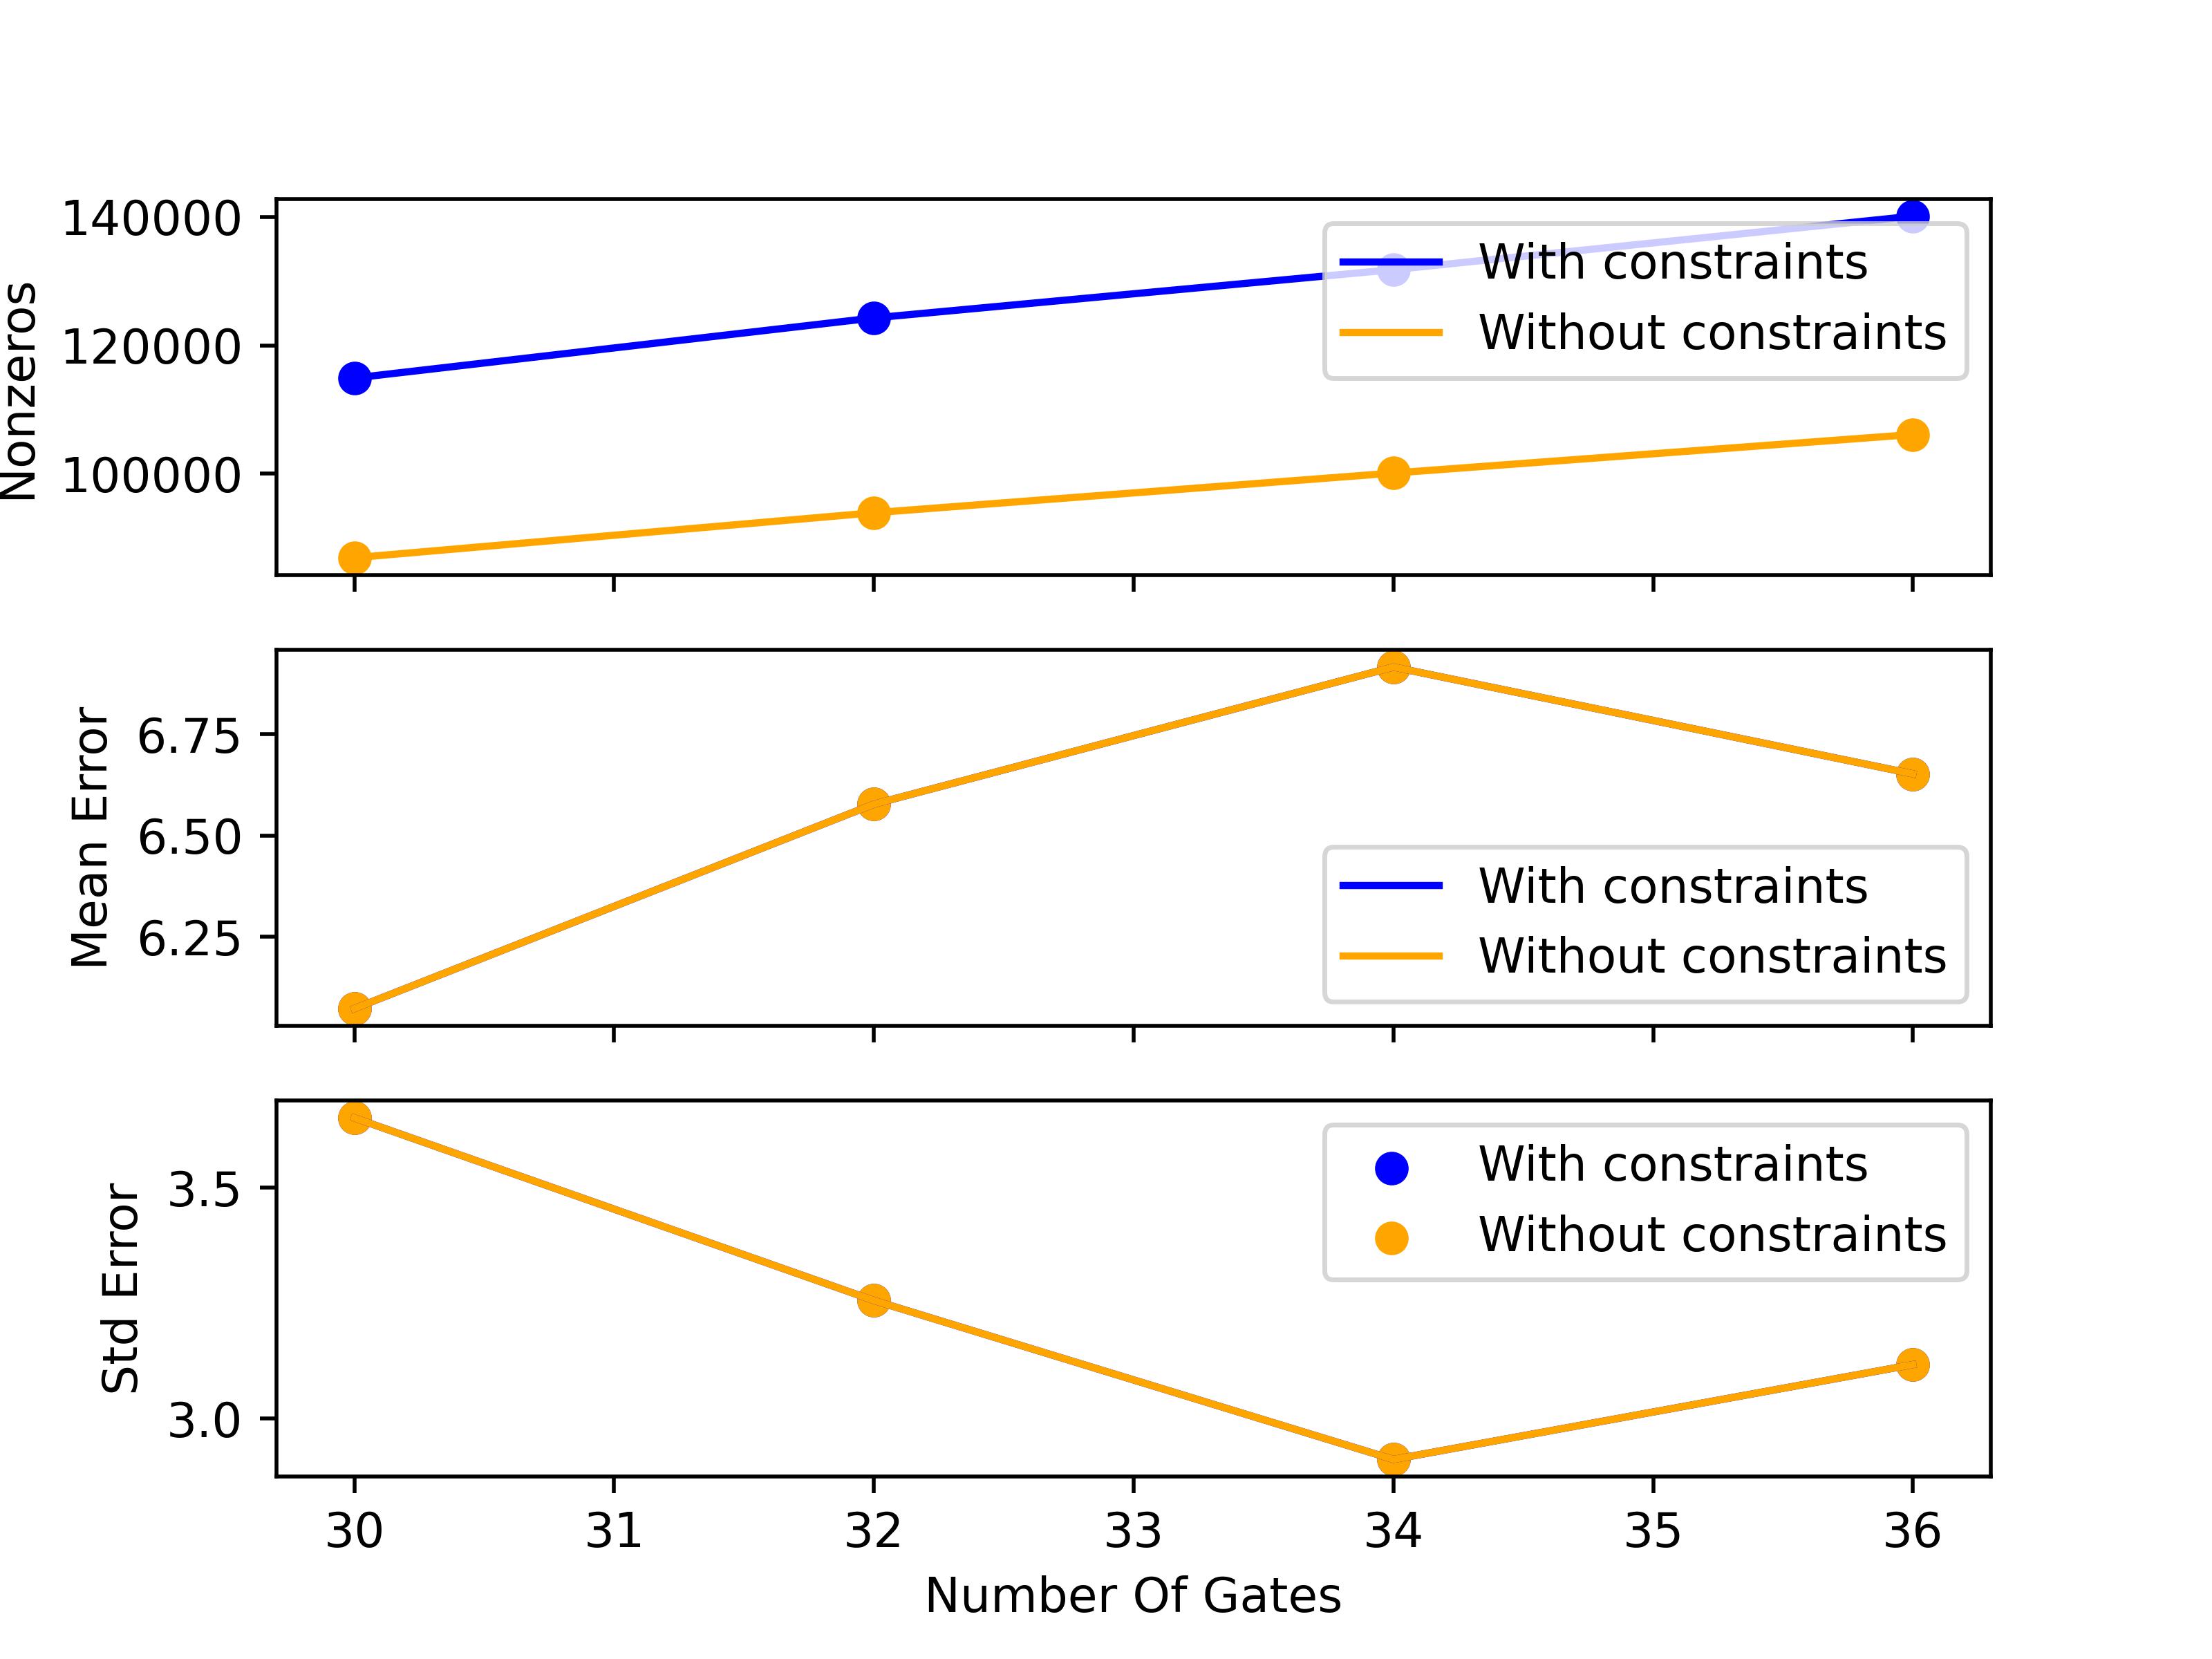 140000
120000
100000
Nonzeros
With constraints
Without constraints
6.75
6.50
6.25
Mean Error
With constraints
Without constraints
3.5
3.0
Std Error
With constraints
Without constraints
30 31 32 33 34 35 36
Number Of Gates